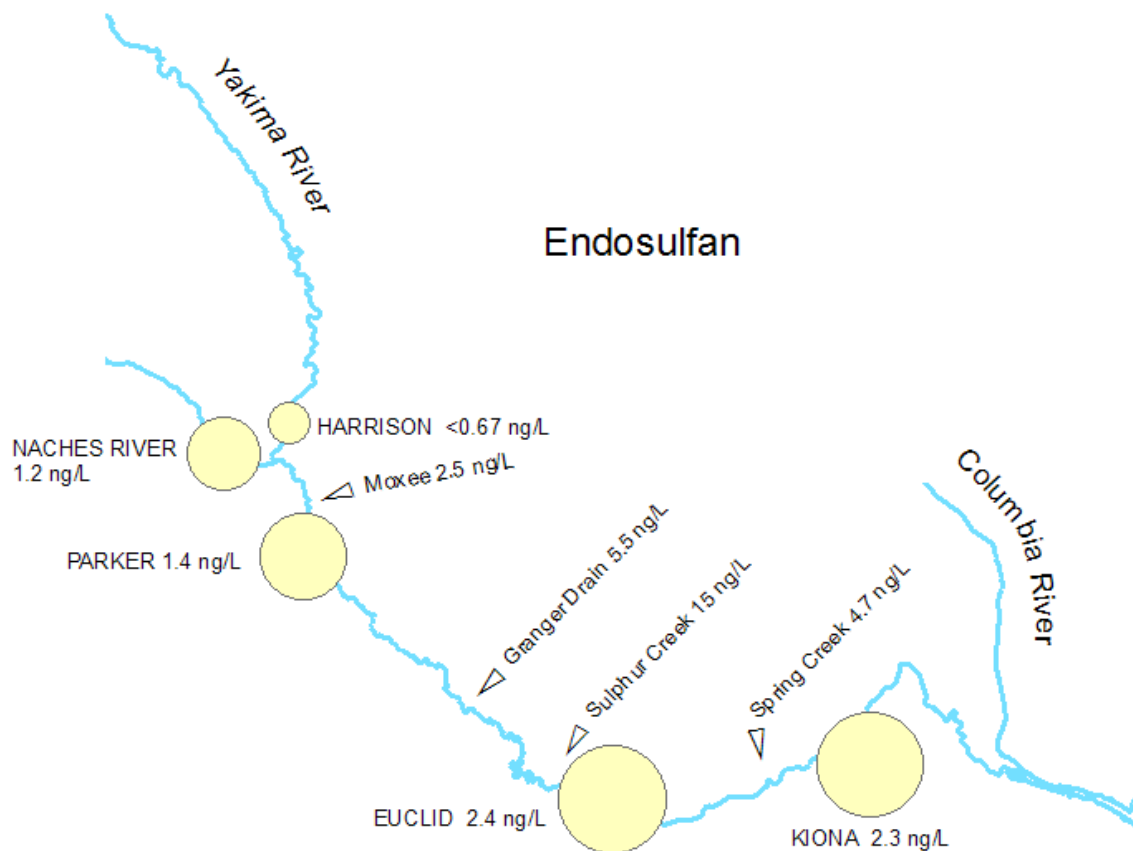 Yakima River
Endosulfan
HARRISON <0.67 ng/L
NACHES RIVER
1.2 ng/L
Moxee 2.5 ng/L
PARKER 1.4 ng/L
Granger Drain 5.5 ng/L
Sulphur Creek 15 ng/L
Spring Creek 4.7 ng/L
Columbia River
EUCLID 2.4 ng/L
KIONA 2.3 ng/L